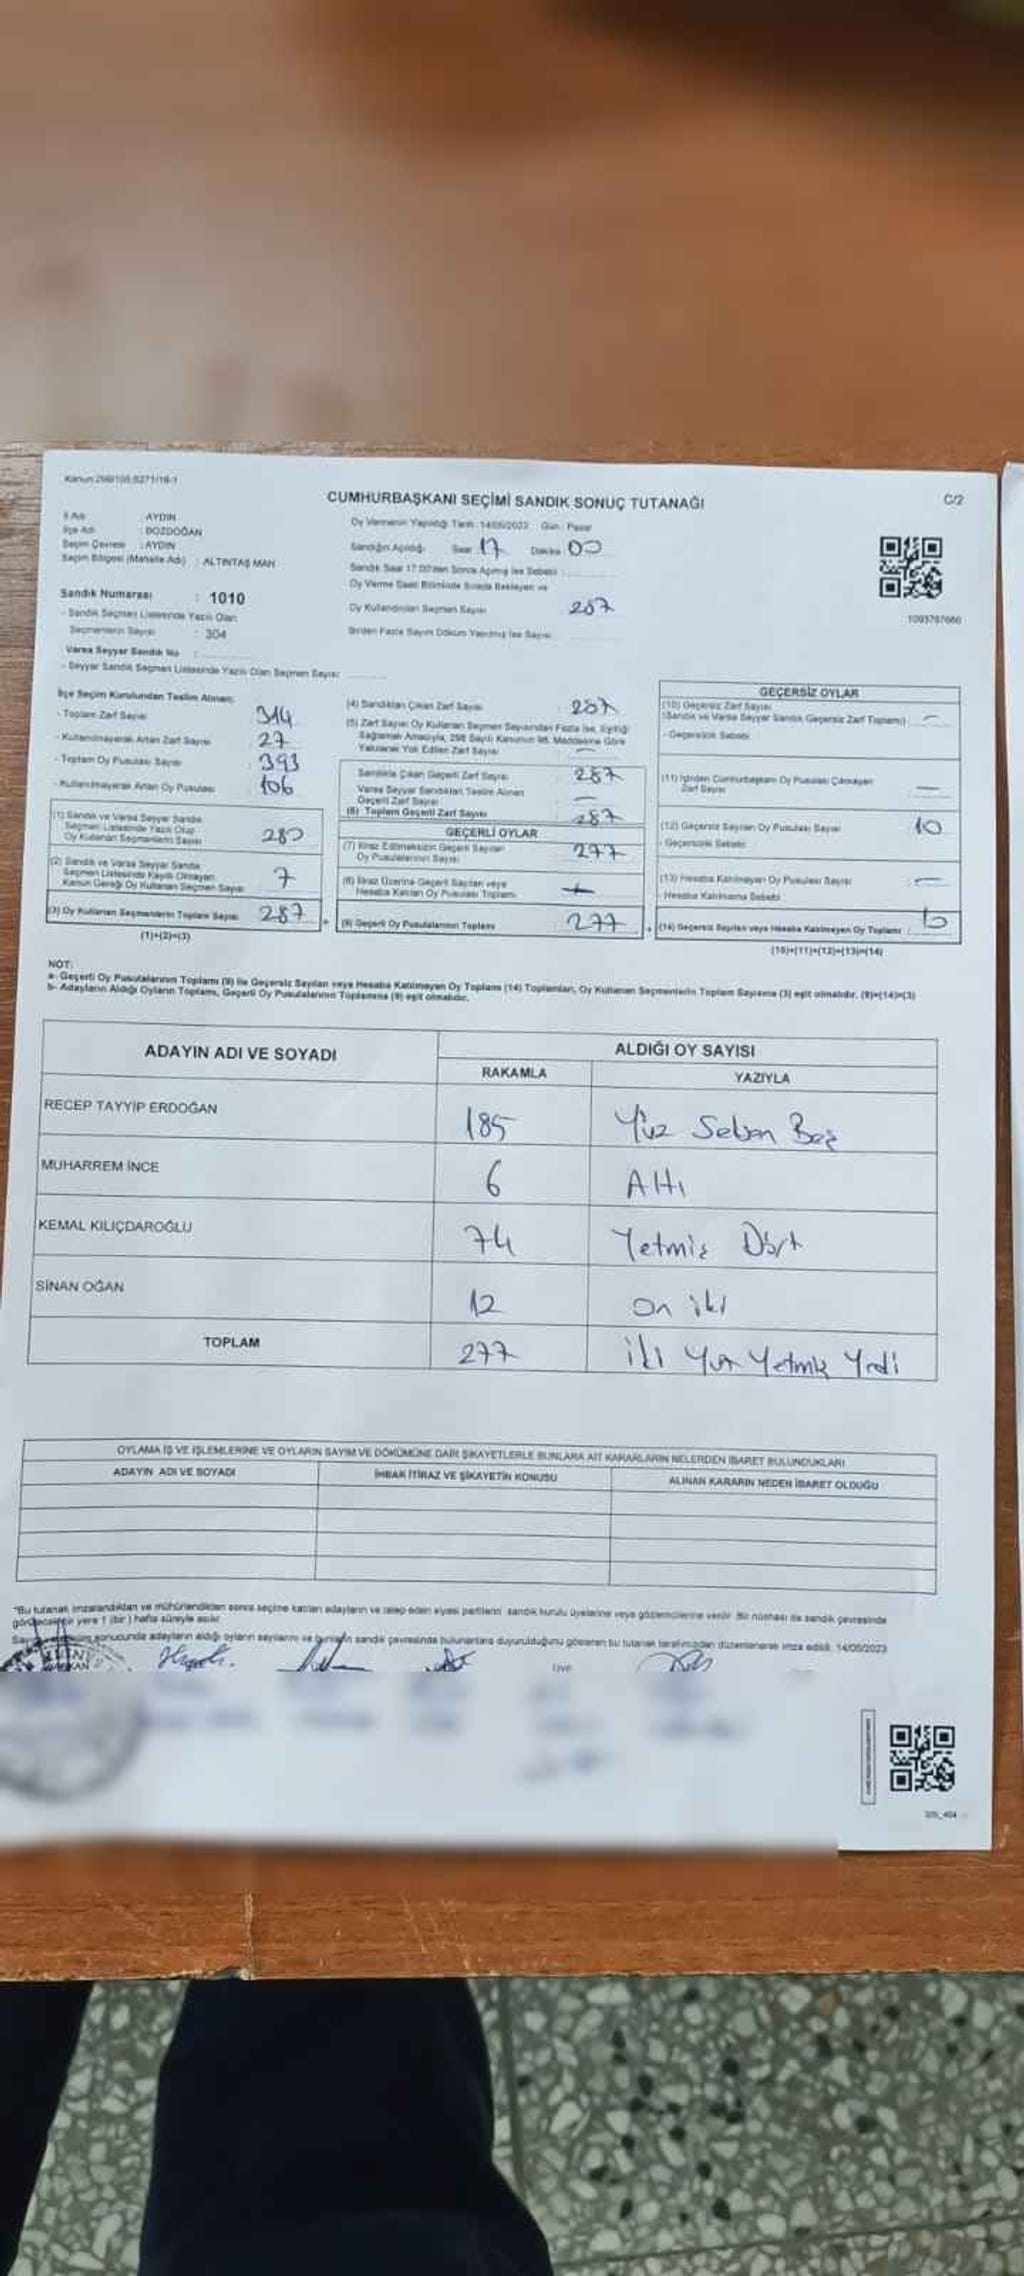 Kanun:298/105,6271/18-1
CUMHURBAŞKANI SEÇİMİ SANDIK SONUÇ TUTANAĞI
C/2
İl Adı : AYDIN
İlçe Adı : BOZDOĞAN
Seçim Çevresi : AYDIN
Seçim Bölgesi (Mahalle Adı) : ALTINTAŞ MAH
Sandık Numarası : 1010
- Sandık Seçmen Listesinde Yazılı Olan
Seçmenlerin Sayısı : 304
Varsa Seyyar Sandık No :
- Seyyar Sandık Seçmen Listesinde Yazılı Olan Seçmen Sayısı:
Oy Vermenin Yapıldığı Tarih: 14/05/2023 Gün: Pazar
Sandığın Açıldığı Saat 17 Dakika 00
Sandık Saat 17:00'den Sonra Açılmış İse Sebebi :
Oy Verme Saati Bitiminde Sırada Bekleyen ve
Oy Kullandırılan Seçmen Sayısı : 287
Birden Fazla Sayım Döküm Yapılmış İse Sayısı:
1093787660
İlçe Seçim Kurulundan Teslim Alınan;
- Toplam Zarf Sayısı : 314
- Kullanılmayarak Artan Zarf Sayısı : 27
- Toplam Oy Pusulası Sayısı : 393
- Kullanılmayarak Artan Oy Pusulası : 106
(1) Sandık ve Varsa Seyyar Sandık
Seçmen Listesinde Yazılı Olup
Oy Kullanan Seçmenlerin Sayısı 280
(2) Sandık ve Varsa Seyyar Sandık
Seçmen Listesinde Kayıtlı Olmayan,
Kanun Gereği Oy Kullanan Seçmen Sayısı 7
(3) Oy Kullanan Seçmenlerin Toplam Sayısı 287
(1)+(2)=(3)
(4) Sandıktan Çıkan Zarf Sayısı 287
(5) Zarf Sayısı Oy Kullanan Seçmen Sayısından Fazla İse, Eşitliği
Sağlamak Amacıyla, 298 Sayılı Kanunun 98. Maddesine Göre
Yakılarak Yok Edilen Zarf Sayısı —
Sandıkta Çıkan Geçerli Zarf Sayısı 287
Varsa Seyyar Sandıktan Teslim Alınan
Geçerli Zarf Sayısı —
(6) Toplam Geçerli Zarf Sayısı 287
GEÇERLİ OYLAR
(7) İtiraz Edilmeksizin Geçerli Sayılan
Oy Pusulalarının Sayısı 277
(8) İtiraz Üzerine Geçerli Sayılan veya
Hesaba Katılan Oy Pusulası Toplamı
(9) Geçerli Oy Pusulalarının Toplamı 277
GEÇERSİZ OYLAR
(10) Geçersiz Zarf Sayısı
(Sandık ve Varsa Seyyar Sandık Geçersiz Zarf Toplamı) —
- Geçersizlik Sebebi
(11) İçinden Cumhurbaşkanı Oy Pusulası Çıkmayan
Zarf Sayısı —
(12) Geçersiz Sayılan Oy Pusulası Sayısı 10
- Geçersizlik Sebebi
(13) Hesaba Katılmayan Oy Pusulası Sayısı —
- Hesaba Katılmama Sebebi
(14) Geçersiz Sayılan veya Hesaba Katılmayan Oy Toplamı 10
(10)+(11)+(12)+(13)=(14)
NOT:
a- Geçerli Oy Pusulalarının Toplamı (9) ile Geçersiz Sayılan veya Hesaba Katılmayan Oy Toplamı (14) Toplamları, Oy Kullanan Seçmenlerin Toplam Sayısına (3) eşit olmalıdır. (9)+(14)=(3)
b- Adayların Aldığı Oyların Toplamı, Geçerli Oy Pusulalarının Toplamına (9) eşit olmalıdır.
ADAYIN ADI VE SOYADI
ALDIĞI OY SAYISI
RAKAMLA
YAZIYLA
RECEP TAYYİP ERDOĞAN 185 Yüz Seksen Beş
MUHARREM İNCE 6 Altı
KEMAL KILIÇDAROĞLU 74 Yetmiş Dört
SİNAN OĞAN 12 on iki
TOPLAM 277 iki Yüz Yetmiş Yedi
OYLAMA İŞ VE İŞLEMLERİNE VE OYLARIN SAYIM VE DÖKÜMÜNE DAİR ŞİKAYETLERLE BUNLARA AİT KARARLARIN NELERDEN İBARET BULUNDUKLARI
ADAYIN ADI VE SOYADI
İHBAR İTİRAZ VE ŞİKAYETİN KONUSU
ALINAN KARARIN NEDEN İBARET OLDUĞU
*Bu tutanak imzalandıktan ve mühürlendikten sonra seçime katılan adayların ve talep eden siyasi partilerin sandık kurulu üyelerine veya gözlemcilerine verilir. Bir nüshası da sandık çevresinde
görülecek bir yere 1 (bir) hafta süreyle asılır.
sonucunda adayların aldığı oyların sayılarını ve bunların sandık çevresinde bulunanlara duyurulduğunu gösteren bu tutanak tarafımızdan düzenlenerek imza edildi. 14/05/2023
Üye